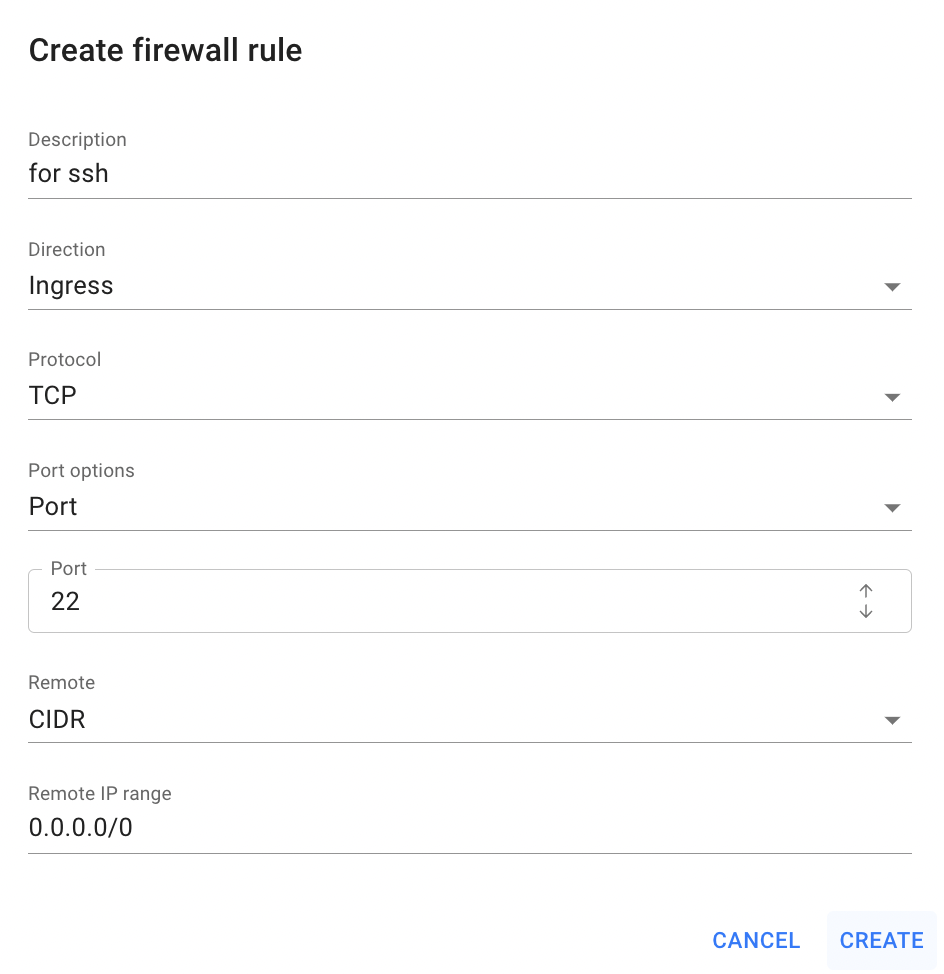 Create firewall rule
Description
for ssh
Direction
Ingress
Protocol
TCP
Port options
Port
Port
22
Remote
CIDR
Remote IP range
0.0.0.0/0
CANCEL CREATE